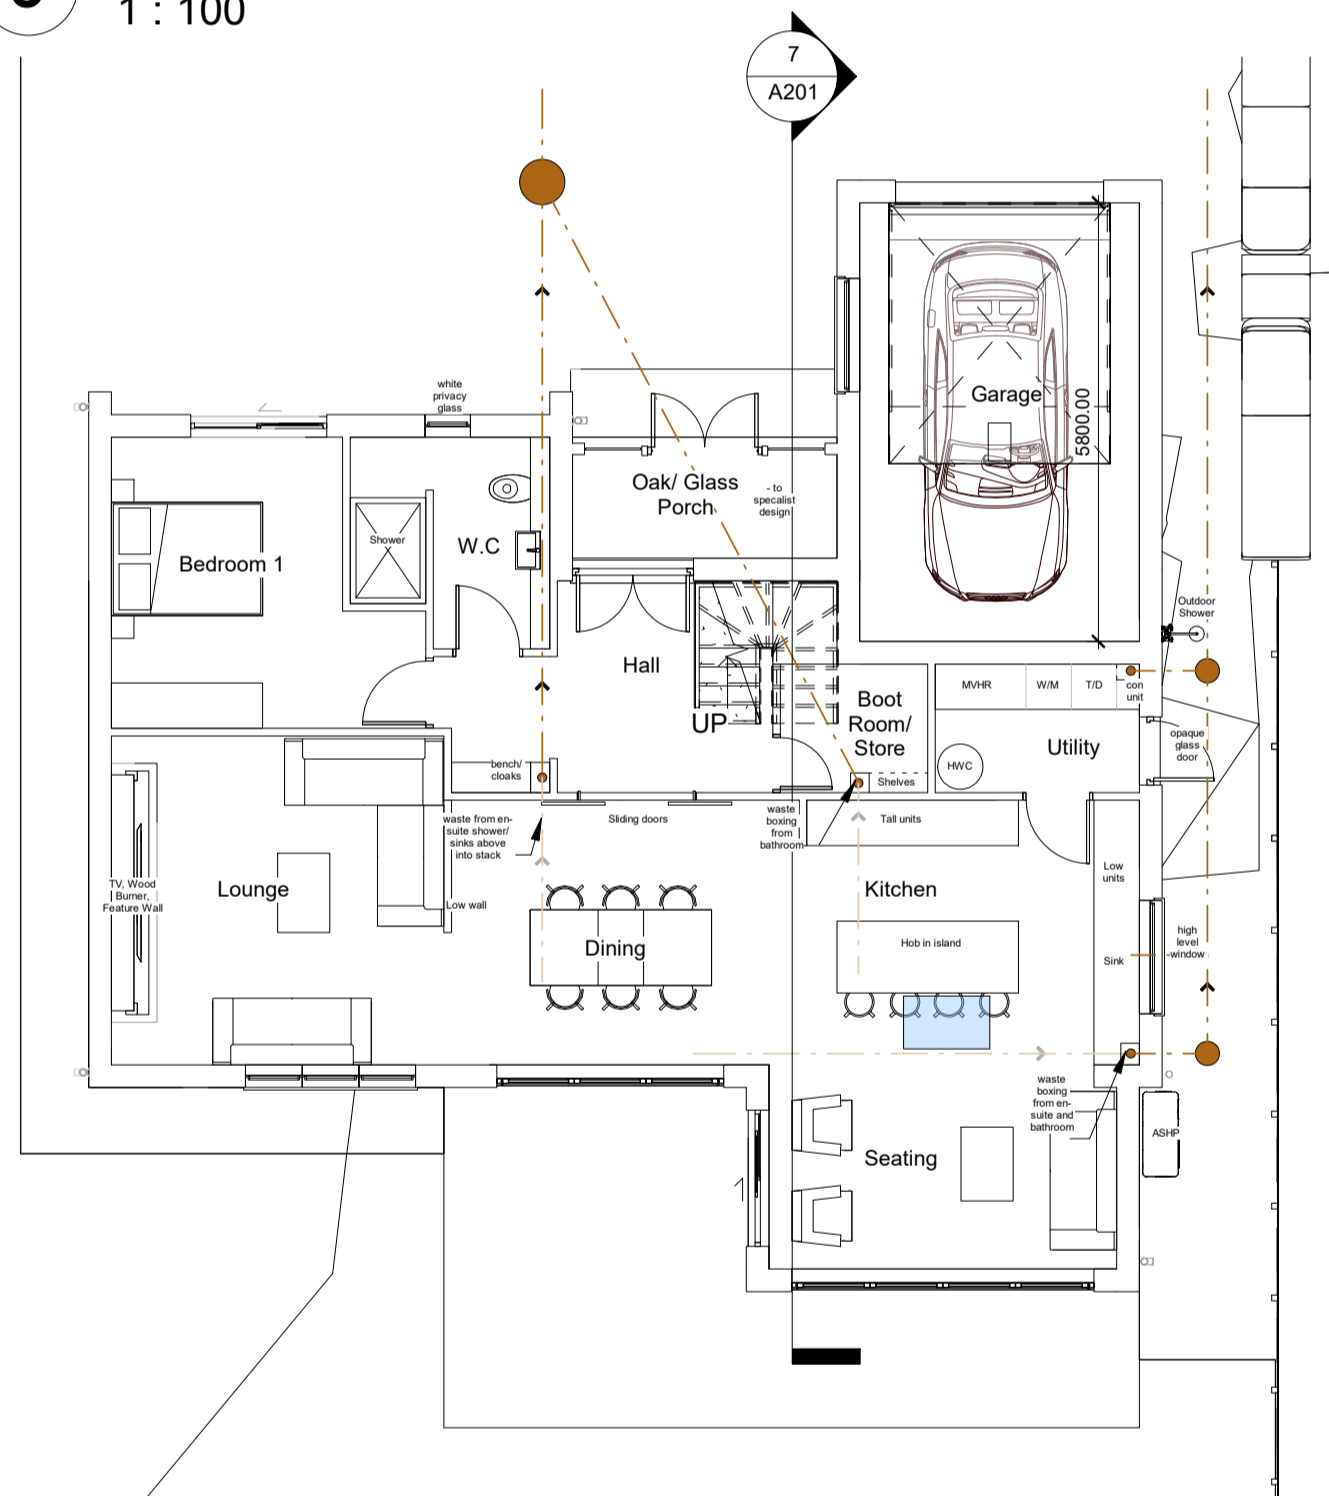 1 : 100
7
A201
white
privacy
glass
Garage
5800.00
Oak/ Glass
Porch
- to
specalist
design
Shower
W.C
Bedroom 1
Outdoor
Shower
Hall
UP
Boot
Room/
Store
MVHR
W/M
T/D
con
unit
Utility
opaque
glass
door
HWC
Shelves
bench/
cloaks
waste from en-
suite shower/
sinks above
into stack
Sliding doors
waste
boxing
from
bathroom
Tall units
Low
units
TV, Wood
Burner,
Feature Wall
Lounge
Low wall
Kitchen
Dining
Hob in island
Sink
high
level
window
waste
boxing
from en-
suite and
bathroom
ASHP
Seating